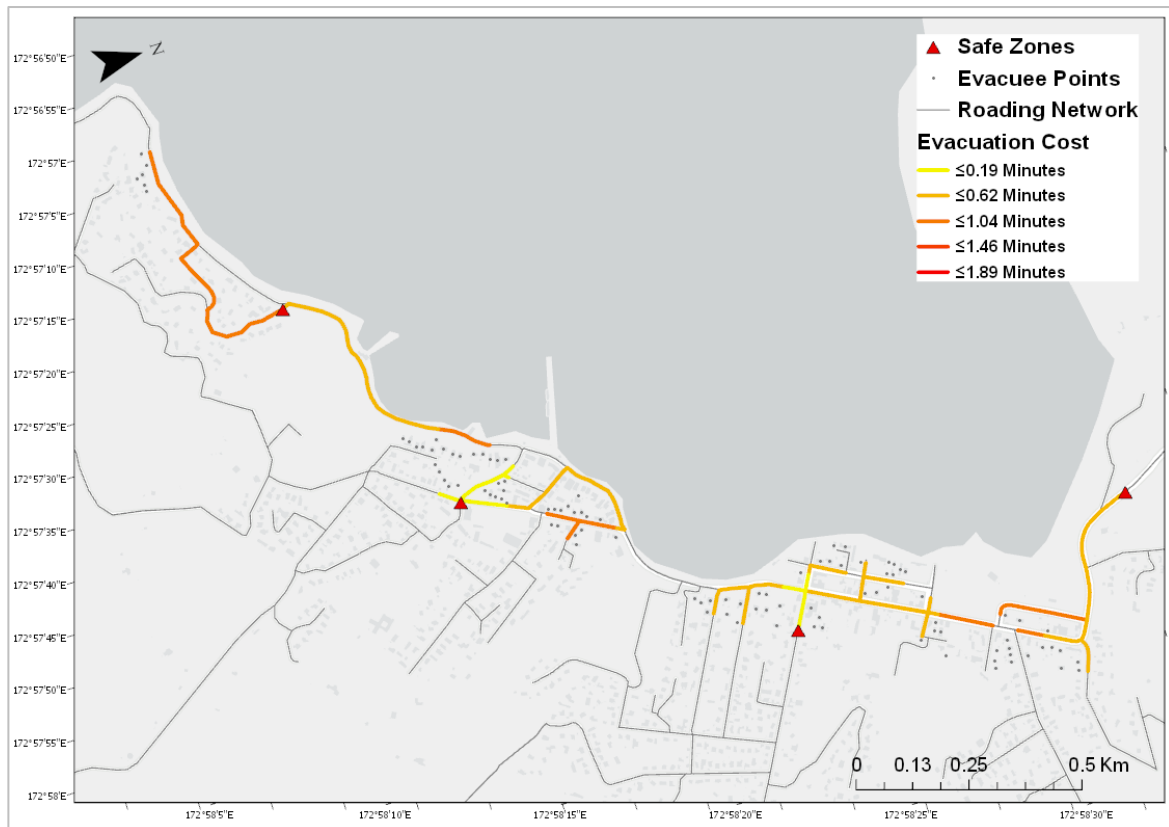 N
Safe Zones
Evacuee Points
Roading Network
Evacuation Cost
≤0.19 Minutes
≤0.62 Minutes
≤1.04 Minutes
≤1.46 Minutes
≤1.89 Minutes
172°56'50"E
172°56'55"E
172°57'E
172°57'5"E
172°57'10"E
172°57'15"E
172°57'20"E
172°57'25"E
172°57'30"E
172°57'35"E
172°57'40"E
172°57'45"E
172°57'50"E
172°57'55"E
172°58'E
0 0.13 0.25 0.5 Km
172°58'5"E 172°58'10"E 172°58'15"E 172°58'20"E 172°58'25"E 172°58'30"E